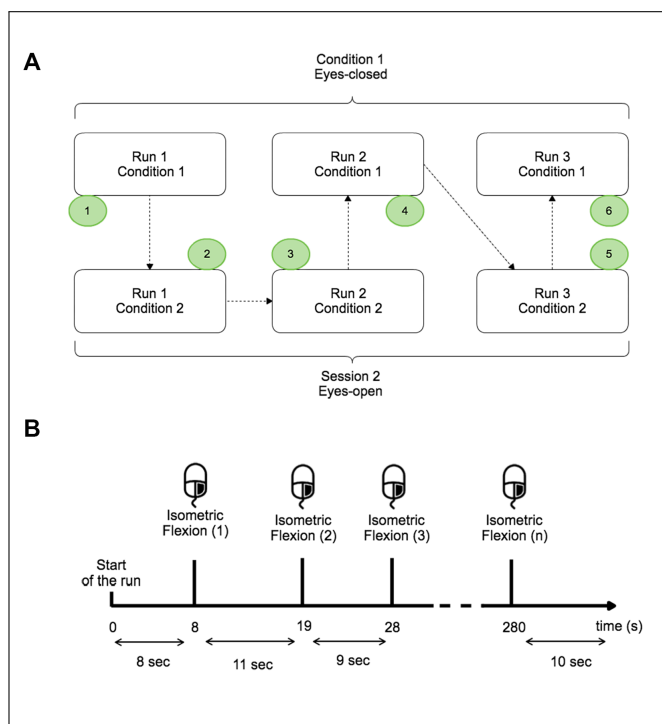 A
Condition 1
Eyes-closed
Run 1
Condition 1
Run 2
Condition 1
Run 3
Condition 1
1
4
6
2
3
5
Run 1
Condition 2
Run 2
Condition 2
Run 3
Condition 2
Session 2
Eyes-open
B
Isometric
Flexion (1)
Isometric
Flexion (2)
Isometric
Flexion (3)
Isometric
Flexion (n)
Start
of the run
0
8
19
28
280
time (s)
8 sec
11 sec
9 sec
10 sec